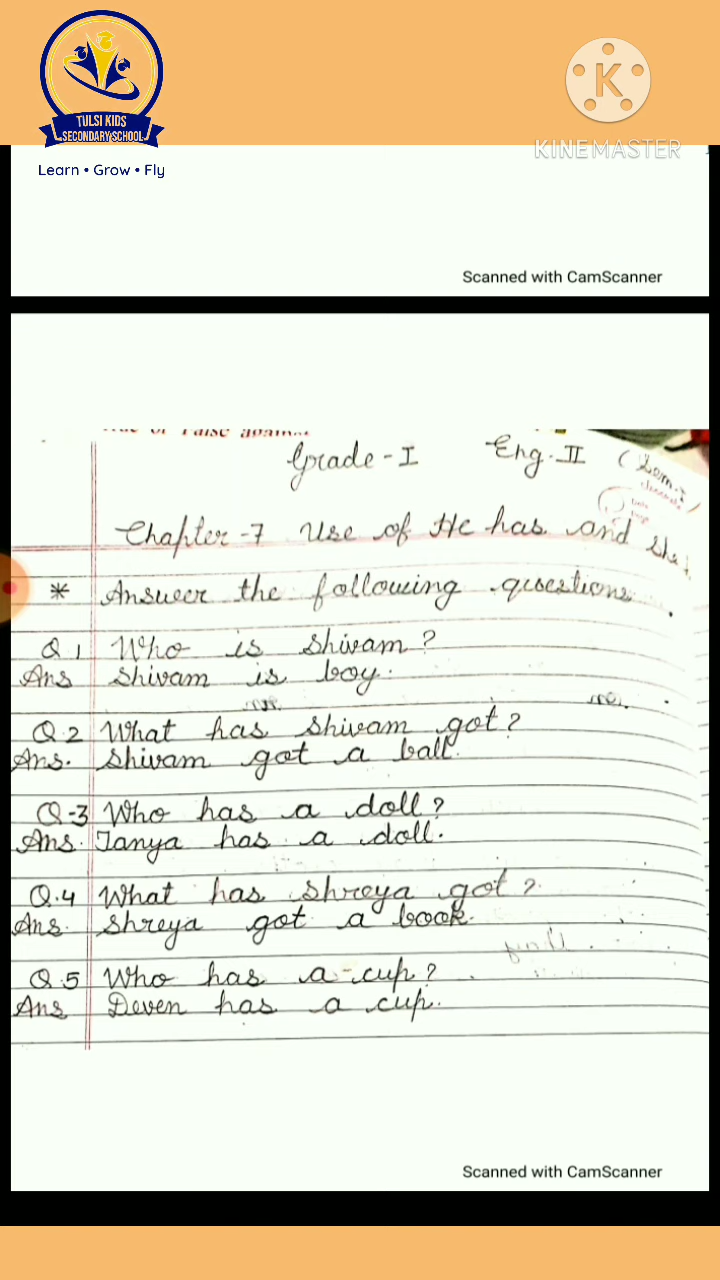 TULSI KIDS
SECONDARY SCHOOL
Learn • Grow • Fly
K
KINEMASTER
Scanned with CamScanner
Grade-I Eng.II
Chapter-7 Use of He has and She
* Answer the following questions
Q 1 Who is Shivam?
Ans Shivam is boy.
Q.2 What has Shivam got?
Ans. Shivam got a ball.
Q-3 Who has a doll?
Ans. Tanya has a doll.
Q.4 What has Shreya got?
Ans. Shreya got a book.
Q.5 Who has a cup?
Ans Deven has a cup.
Scanned with CamScanner